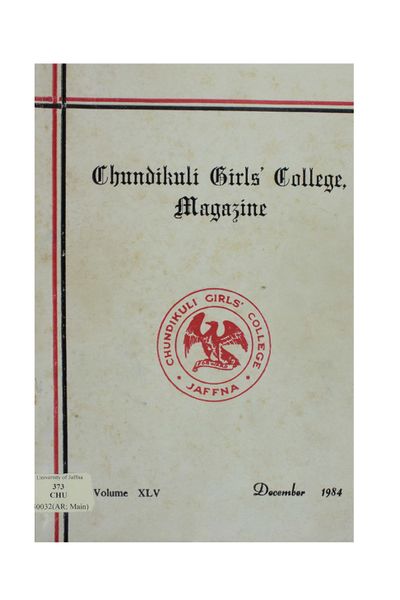 Chundikuli Girls' College,
Magazine
CHUNDIKULI GIRLS' COLLEGE
• JAFFNA •
University of Jaffna
373
CHU
30032(AR; Main)
Volume XLV
December 1984